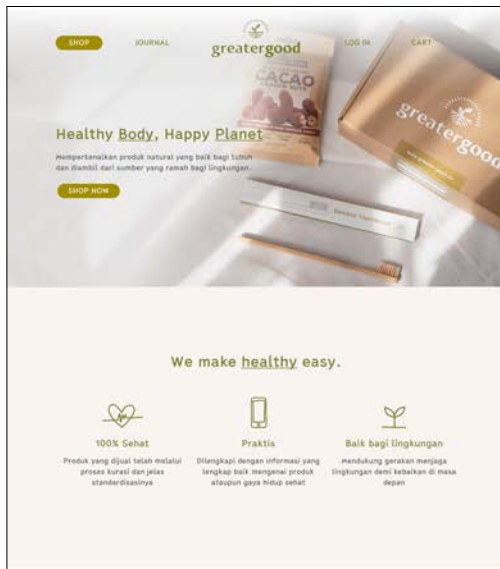 SHOP
JOURNAL
greatergood
LOG IN
CART
CACAO
greatergood
Healthy Body, Happy Planet
Memperkenalkan produk natural yang baik bagi tubuh
dan diambil dari sumber yang ramah bagi lingkungan.
SHOP NOW
We make healthy easy.
100% Sehat
Praktis
Baik bagi lingkungan
Produk yang dijual telah melalui
proses kurasi dan jelas
standardisasinya
Dilengkapi dengan informasi yang
lengkap baik mengenai produk
ataupun gaya hidup sehat
Mendukung gerakan menjaga
lingkungan demi kebaikan di masa
depan